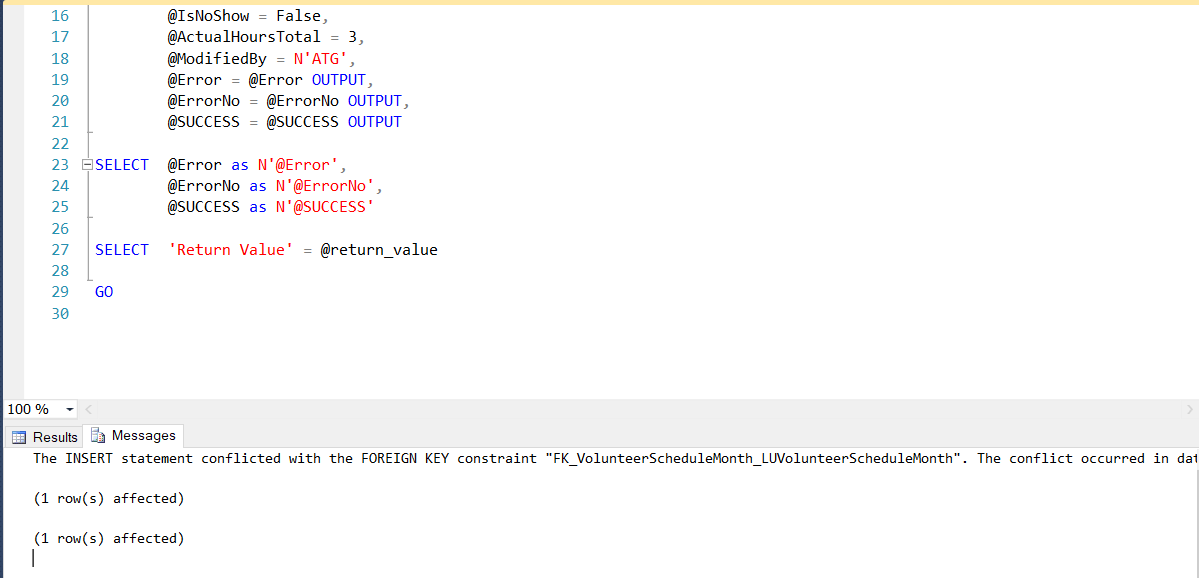 16 @IsNoShow = False,
17 @ActualHoursTotal = 3,
18 @ModifiedBy = N'ATG',
19 @Error = @Error OUTPUT,
20 @ErrorNo = @ErrorNo OUTPUT,
21 @SUCCESS = @SUCCESS OUTPUT
22
23 SELECT @Error as N'@Error',
24 @ErrorNo as N'@ErrorNo',
25 @SUCCESS as N'@SUCCESS'
26
27 SELECT 'Return Value' = @return_value
28
29 GO
30
100 %
Results Messages
The INSERT statement conflicted with the FOREIGN KEY constraint "FK_VolunteerScheduleMonth_LUVolunteerScheduleMonth". The conflict occurred in
(1 row(s) affected)
(1 row(s) affected)